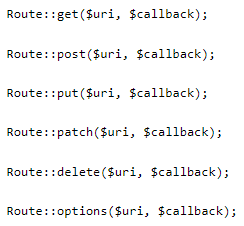 Route::get($uri, $callback);
Route::post($uri, $callback);
Route::put($uri, $callback);
Route::patch($uri, $callback);
Route::delete($uri, $callback);
Route::options($uri, $callback);